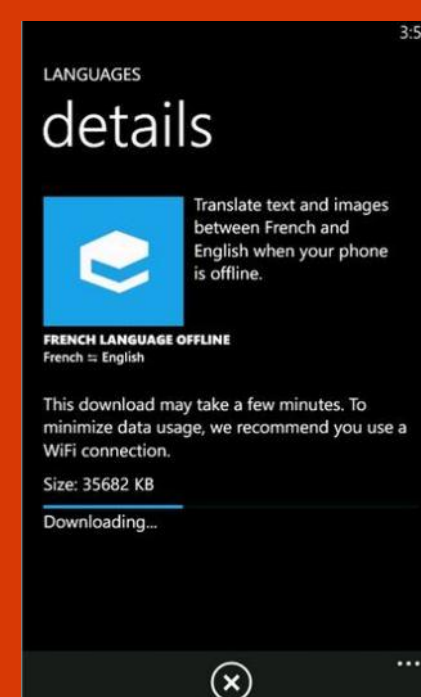 3:5
LANGUAGES
details
Translate text and images
between French and
English when your phone
is offline.
FRENCH LANGUAGE OFFLINE
French ⇆ English
This download may take a few minutes. To
minimize data usage, we recommend you use a
WiFi connection.
Size: 35682 KB
Downloading...